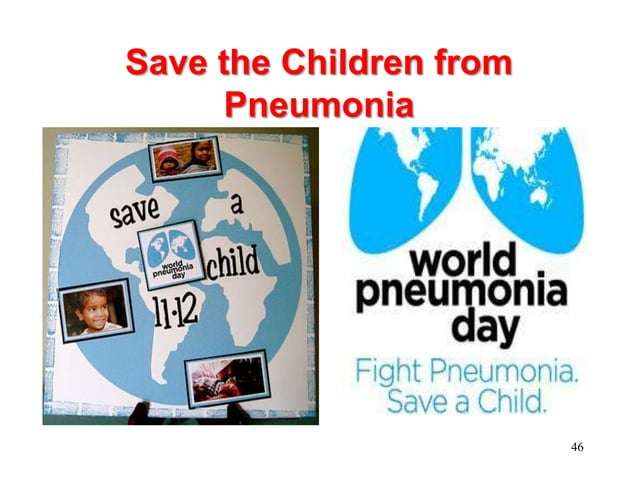 Save the Children from
Pneumonia
save a
world
pneumonia
day
child
11·12
world
pneumonia
day
Fight Pneumonia.
Save a Child.
46